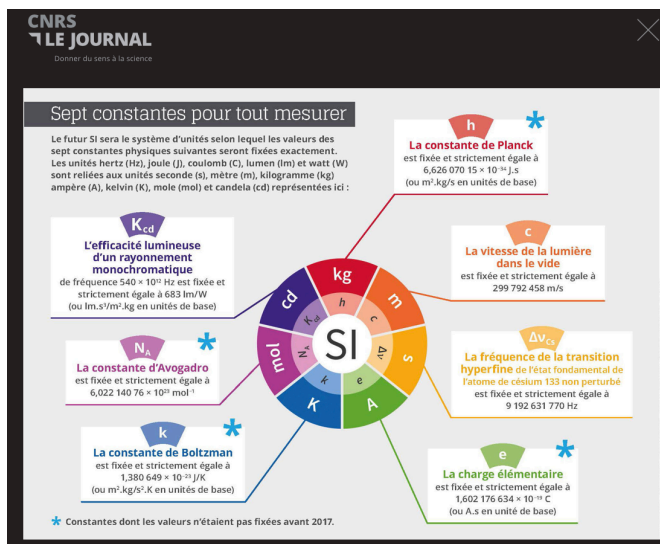 CNRS
LE JOURNAL
Donner du sens à la science
Sept constantes pour tout mesurer
Le futur SI sera le système d'unités selon lequel les valeurs des
sept constantes physiques suivantes seront fixées exactement.
Les unités hertz (Hz), joule (J), coulomb (C), lumen (lm) et watt (W)
sont reliées aux unités seconde (s), mètre (m), kilogramme (kg)
ampère (A), kelvin (K), mole (mol) et candela (cd) représentées ici :
h
La constante de Planck
est fixée et strictement égale à
6,626 070 15 × 10⁻³⁴ J.s
(ou m².kg/s en unités de base)
Kcd
L'efficacité lumineuse
d'un rayonnement
monochromatique
de fréquence 540 × 10¹² Hz est fixée et
strictement égale à 683 lm/W
(ou lm.s³/m².kg en unités de base)
c
La vitesse de la lumière
dans le vide
est fixée et strictement égale à
299 792 458 m/s
NA
La constante d'Avogadro
est fixée et strictement égale à
6,022 140 76 × 10²³ mol⁻¹
ΔνCs
La fréquence de la transition
hyperfine de l'état fondamental de
l'atome de césium 133 non perturbé
est fixée et strictement égale à
9 192 631 770 Hz
k
La constante de Boltzman
est fixée et strictement égale à
1,380 649 × 10⁻²³ J/K
(ou m².kg/s².K en unités de base)
e
La charge élémentaire
est fixée et strictement égale à
1,602 176 634 × 10⁻¹⁹ C
(ou A.s en unité de base)
SI
kg
h
m
c
s
Δν
A
e
K
k
mol
NA
cd
Kcd
* Constantes dont les valeurs n'étaient pas fixées avant 2017.